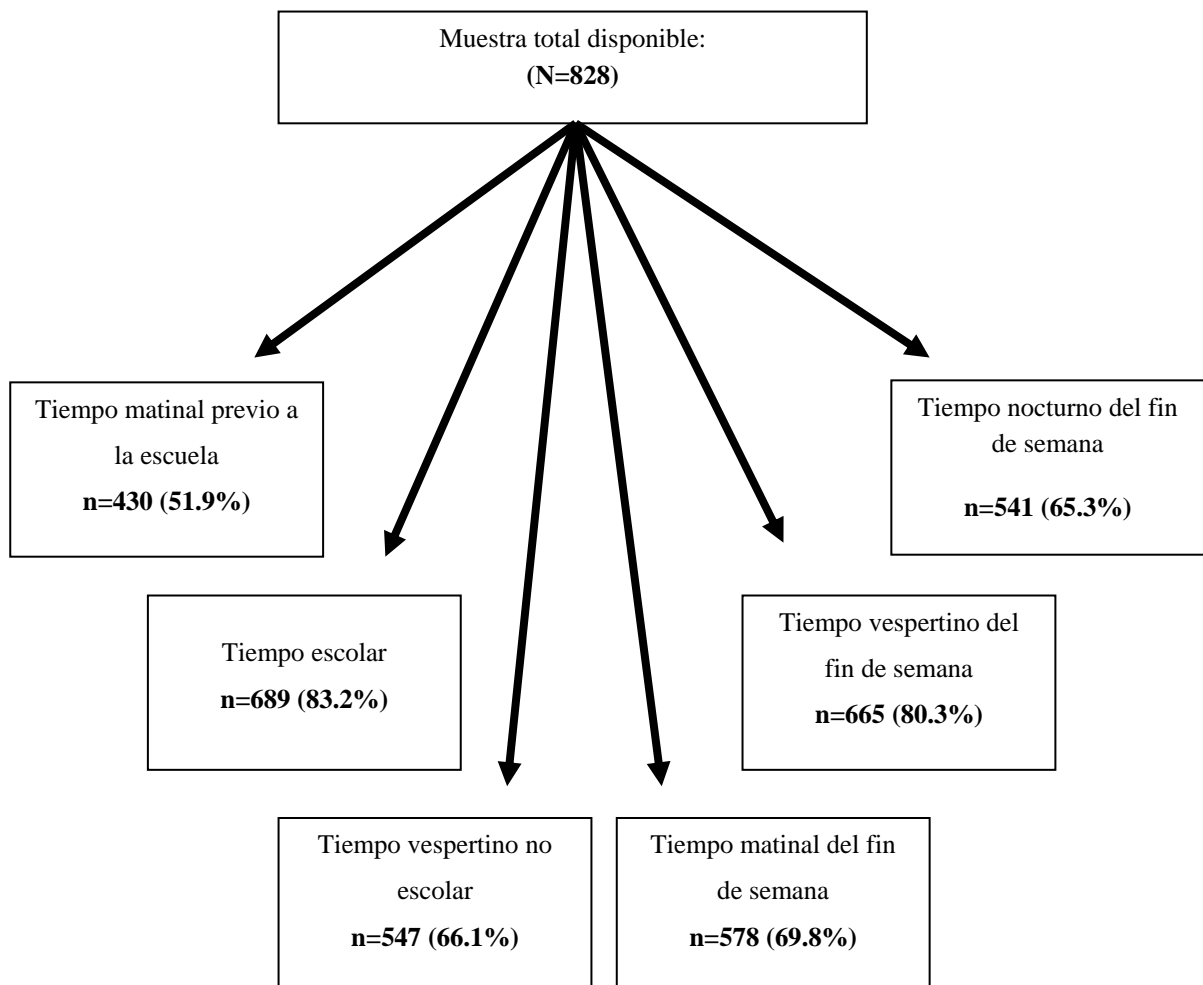 Muestra total disponible:
(N=828)
Tiempo matinal previo a
la escuela
n=430 (51.9%)
Tiempo nocturno del fin
de semana
n=541 (65.3%)
Tiempo escolar
n=689 (83.2%)
Tiempo vespertino del
fin de semana
n=665 (80.3%)
Tiempo vespertino no
escolar
n=547 (66.1%)
Tiempo matinal del fin
de semana
n=578 (69.8%)